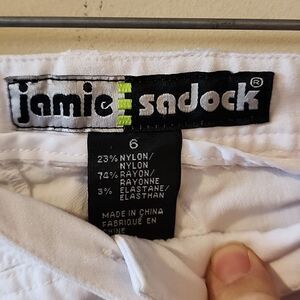 jamie sadock ®
6
23% NYLON/
NYLON
74% RAYON/
RAYONNE
3% ELASTANE/
ELASTHAN
MADE IN CHINA
FABRIQUÉ EN
CHINE